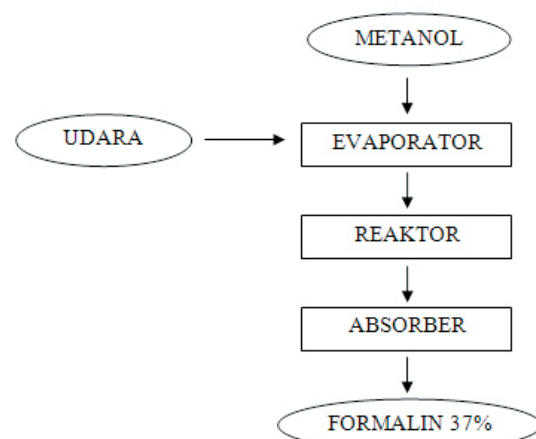 METANOL
UDARA
EVAPORATOR
REAKTOR
ABSORBER
FORMALIN 37%